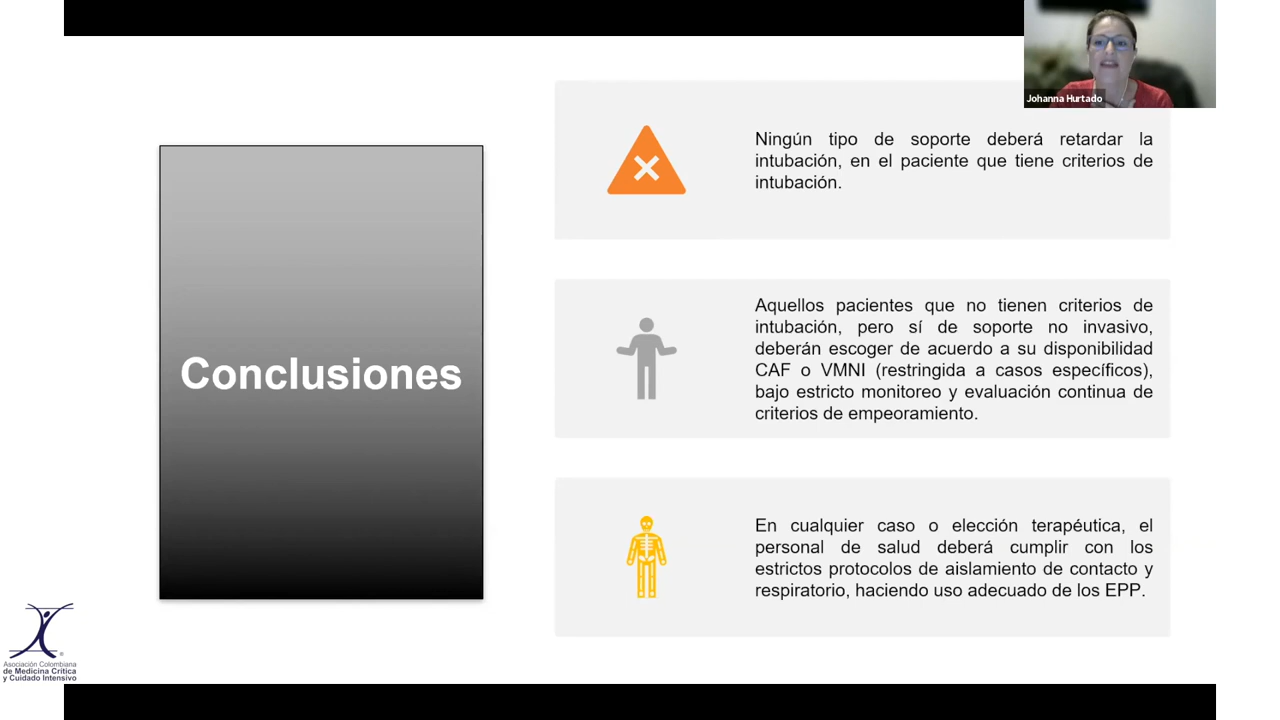 Johanna Hurtado
Ningún tipo de soporte deberá retardar la
intubación, en el paciente que tiene criterios de
intubación.
Conclusiones
Aquellos pacientes que no tienen criterios de
intubación, pero sí de soporte no invasivo,
deberán escoger de acuerdo a su disponibilidad
CAF o VMNI (restringida a casos específicos),
bajo estricto monitoreo y evaluación continua de
criterios de empeoramiento.
En cualquier caso o elección terapéutica, el
personal de salud deberá cumplir con los
estrictos protocolos de aislamiento de contacto y
respiratorio, haciendo uso adecuado de los EPP.
Asociación Colombiana
de Medicina Crítica
y Cuidado Intensivo